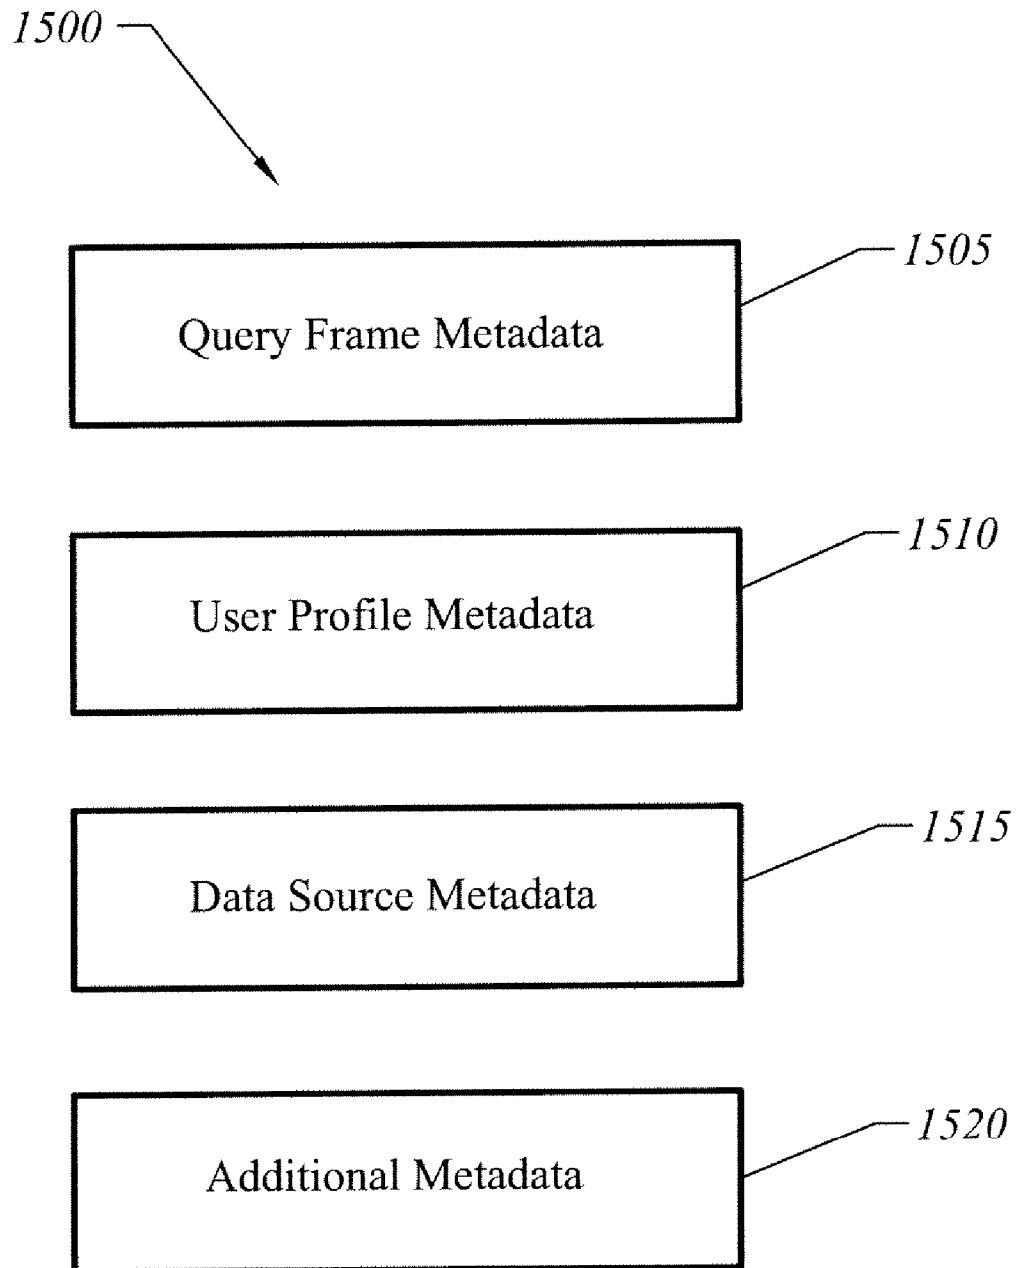 1500
1505
Query Frame Metadata
1510
User Profile Metadata
1515
Data Source Metadata
1520
Additional Metadata